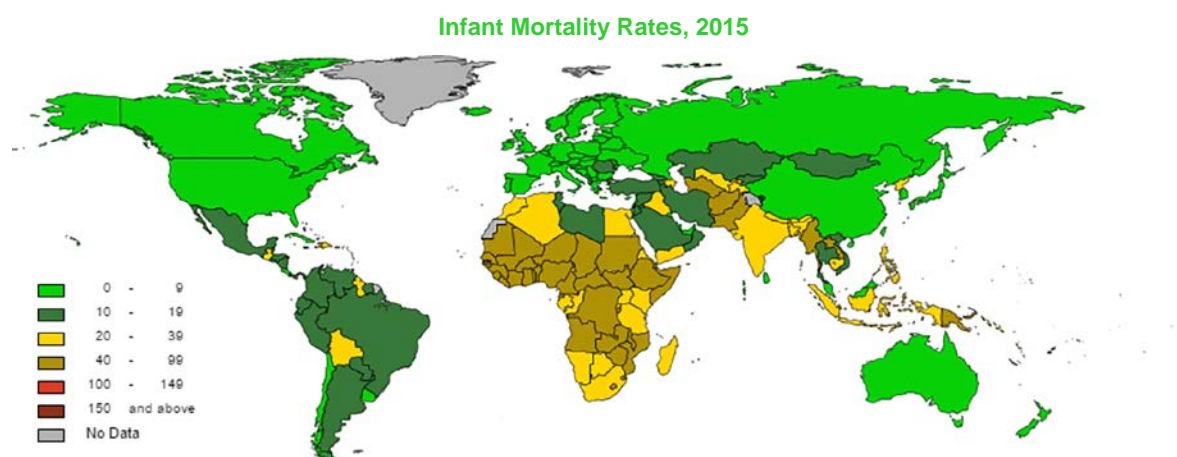 Infant Mortality Rates, 2015
0 - 9
10 - 19
20 - 39
40 - 99
100 - 149
150 and above
No Data